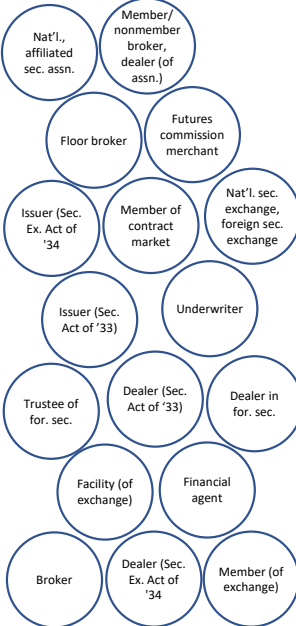 Nat'l.,
affiliated
sec. assn.
Member/
nonmember
broker,
dealer (of
assn.)
Floor broker
Futures
commission
merchant
Issuer (Sec.
Ex. Act of
'34
Member of
contract
market
Nat'l. sec.
exchange,
foreign sec.
exchange
Issuer (Sec.
Act of '33)
Underwriter
Trustee of
for. sec.
Dealer (Sec.
Act of ‘33)
Dealer in
for. sec.
Facility (of
exchange)
Financial
agent
Broker
Dealer (Sec.
Ex. Act of
'34
Member (of
exchange)